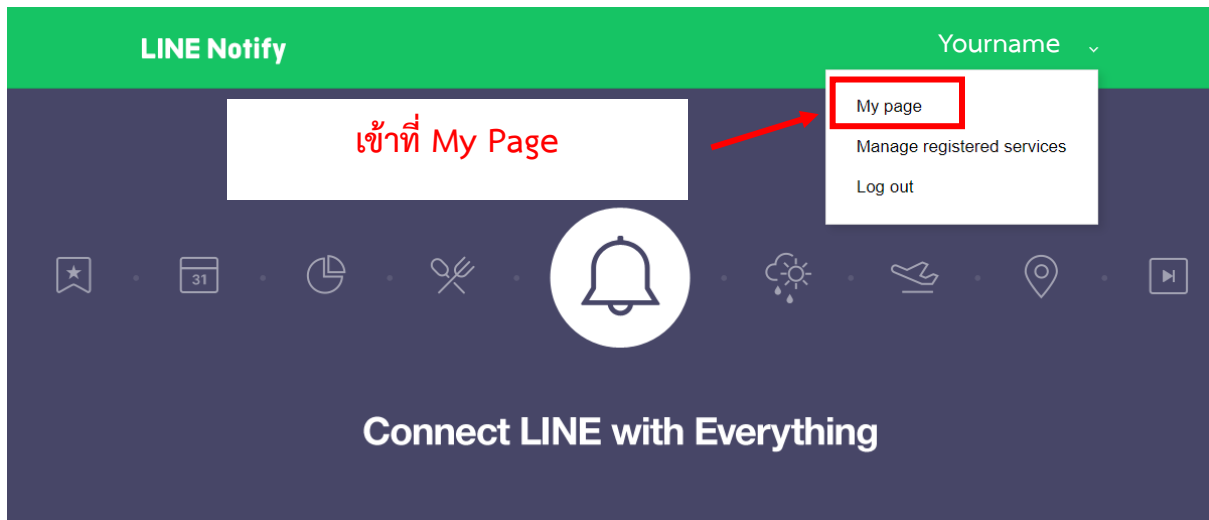 LINE Notify
Yourname
เข้าที่ My Page
My page
Manage registered services
Log out
31
Connect LINE with Everything